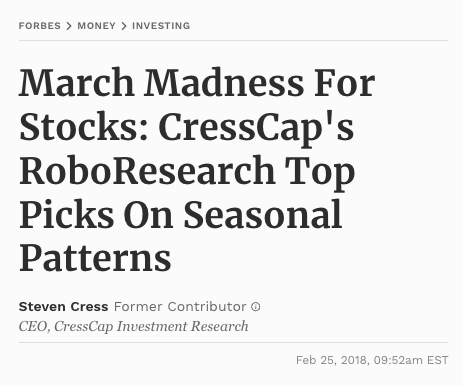 FORBES > MONEY > INVESTING
March Madness For
Stocks: CressCap's
RoboResearch Top
Picks On Seasonal
Patterns
Steven Cress Former Contributor
CEO, CressCap Investment Research
Feb 25, 2018, 09:52am EST